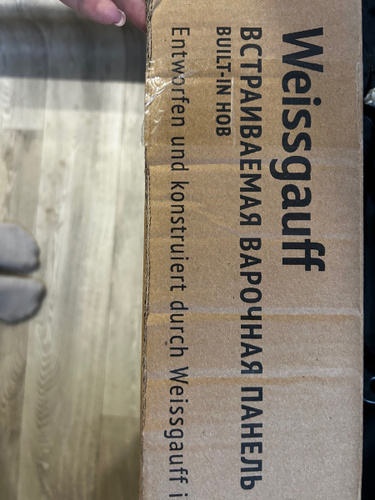 Weissgauff
ВСТРАИВАЕМАЯ ВАРОЧНАЯ ПАНЕЛЬ
BUILT-IN HOB
Entworfen und konstruiert durch Weissgauff i